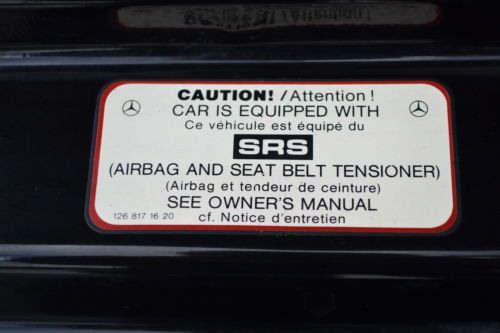 CAUTION! / Attention !
CAR IS EQUIPPED WITH
Ce véhicule est équipé du
SRS
(AIRBAG AND SEAT BELT TENSIONER)
(Airbag et tendeur de ceinture)
SEE OWNER'S MANUAL
126 817 16 20 cf. Notice d'entretien